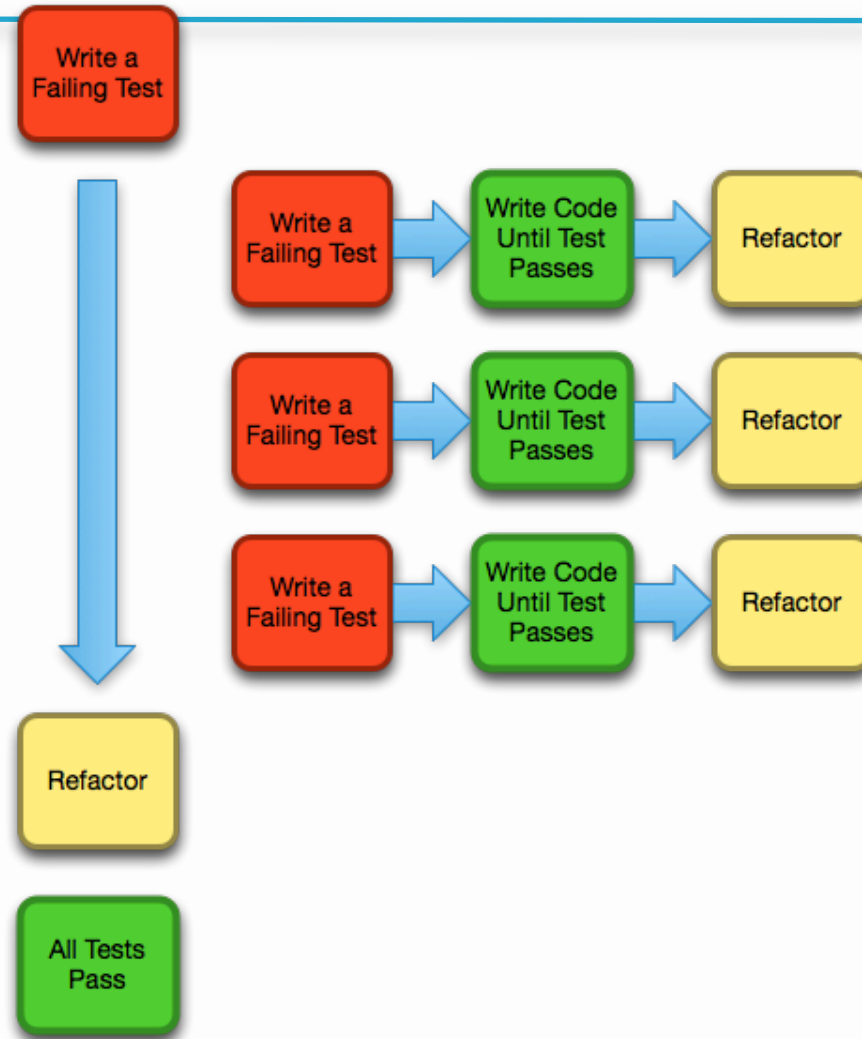 Write a
Failing Test
Write a
Failing Test
Write Code
Until Test
Passes
Refactor
Write a
Failing Test
Write Code
Until Test
Passes
Refactor
Write a
Failing Test
Write Code
Until Test
Passes
Refactor
Refactor
All Tests
Pass